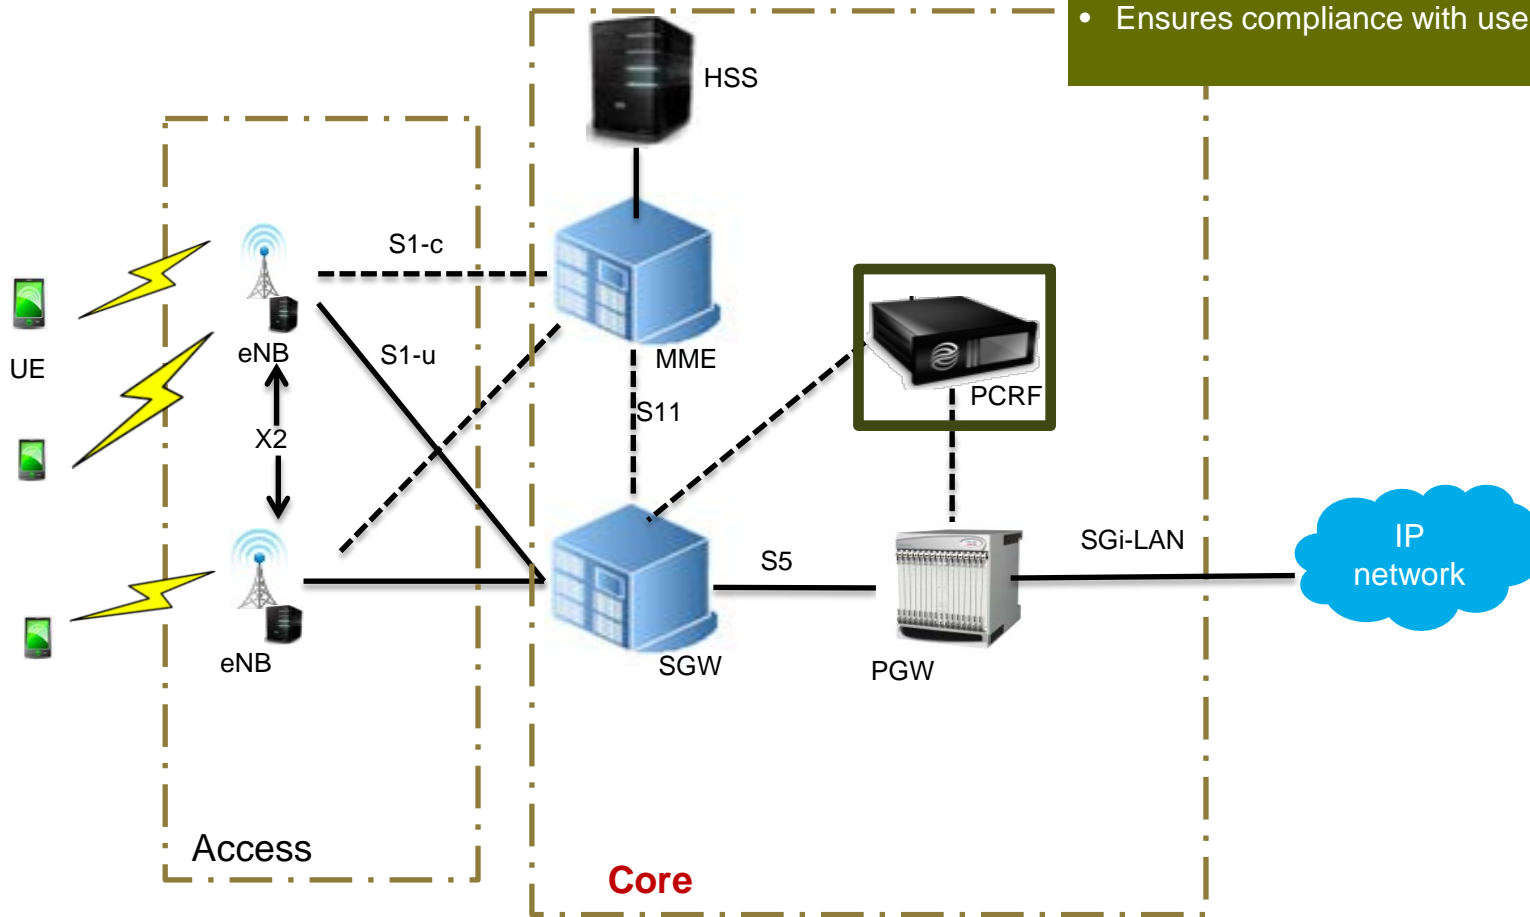 • Ensures compliance with use
HSS
S1-c
eNB
S1-u
MME
UE
PCRF
S11
X2
SGi-LAN
IP
network
S5
eNB
SGW
PGW
Access
Core